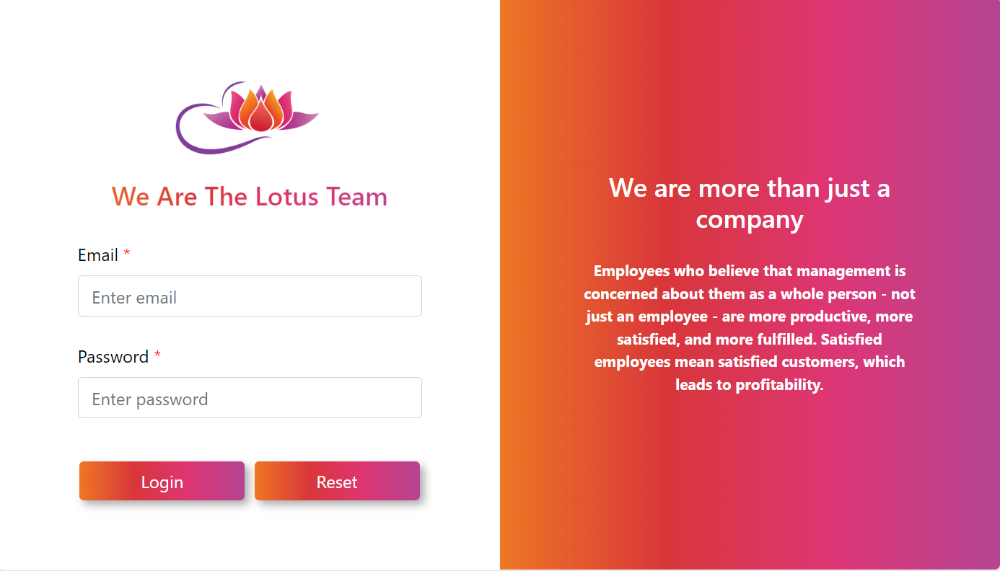 We Are The Lotus Team
Email *
Enter email
Password *
Enter password
Login
Reset
We are more than just a
company
Employees who believe that management is
concerned about them as a whole person - not
just an employee - are more productive, more
satisfied, and more fulfilled. Satisfied
employees mean satisfied customers, which
leads to profitability.